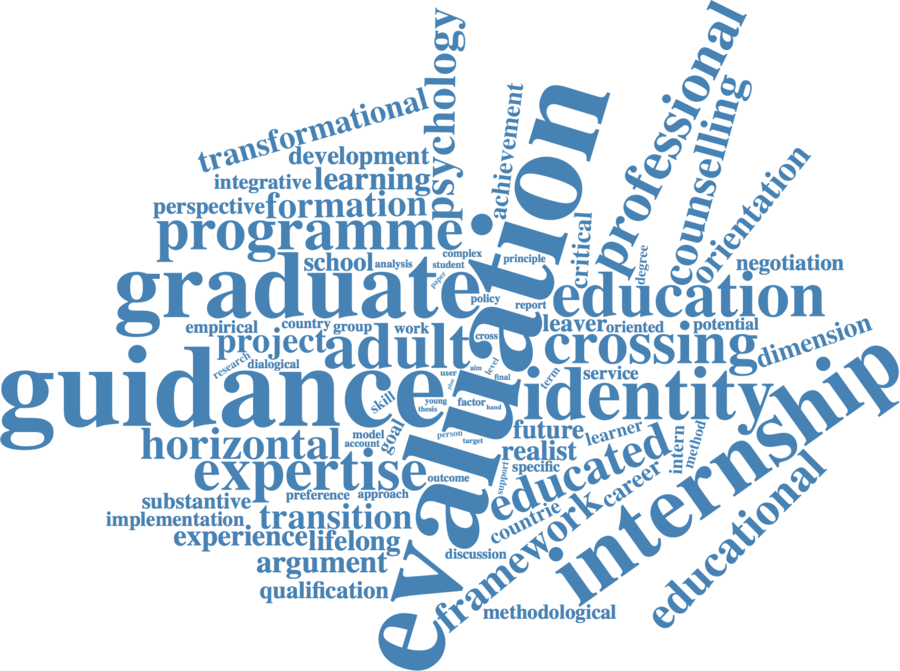 transformational
psychology
professional
achievement
counselling
development
integrative
learning
orientation
perspective
formation
programme
evaluation
critical
degree
negotiation
school
analysis
complex
student
paper
principle
graduate
policy
report
education
empirical
country
group
work
cross
leaver
oriented
potential
project
adult
crossing
dimension
research
dialogical
guidance
user
aim
level
plan
final
term
service
identity
internship
skill
young
thesis
factor
hand
horizontal
model
account
goal
person
target
future
learner
intern
method
realist
expertise
outcome
support
specific
educated
career
substantive
preference
approach
countrie
implementation
transition
framework
educational
experience
lifelong
argument
discussion
qualification
methodological